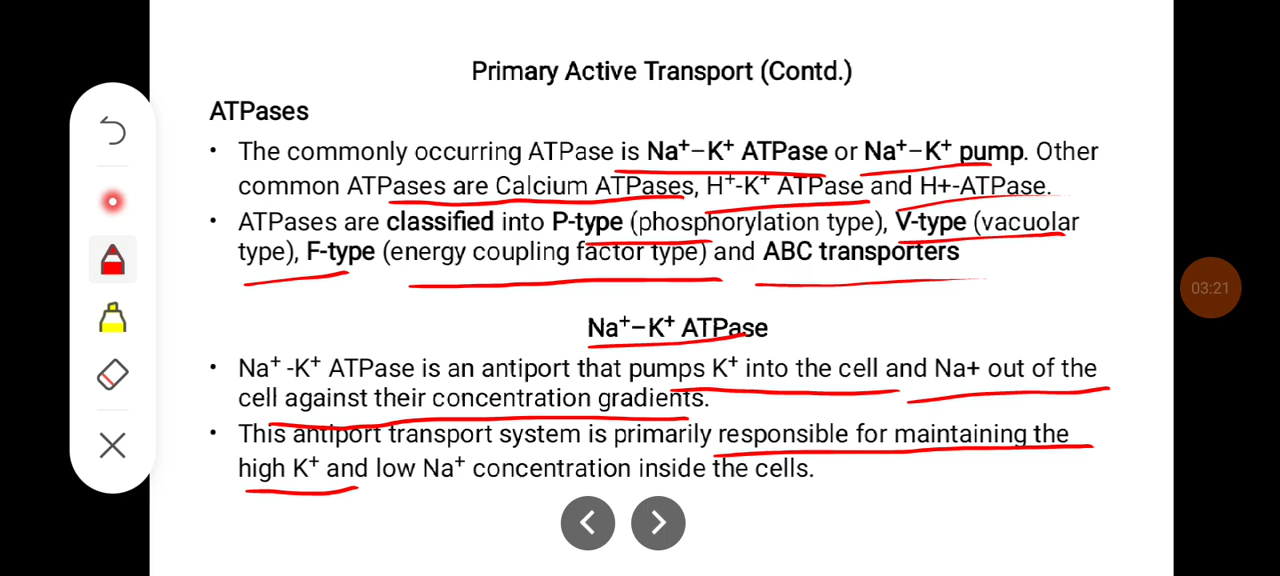 Primary Active Transport (Contd.)
ATPases
• The commonly occurring ATPase is Na⁺–K⁺ ATPase or Na⁺–K⁺ pump. Other
common ATPases are Calcium ATPases, H⁺-K⁺ ATPase and H+-ATPase.
• ATPases are classified into P-type (phosphorylation type), V-type (vacuolar
type), F-type (energy coupling factor type) and ABC transporters
Na⁺–K⁺ ATPase
• Na⁺ -K⁺ ATPase is an antiport that pumps K⁺ into the cell and Na+ out of the
cell against their concentration gradients.
• This antiport transport system is primarily responsible for maintaining the
high K⁺ and low Na⁺ concentration inside the cells.
03:21